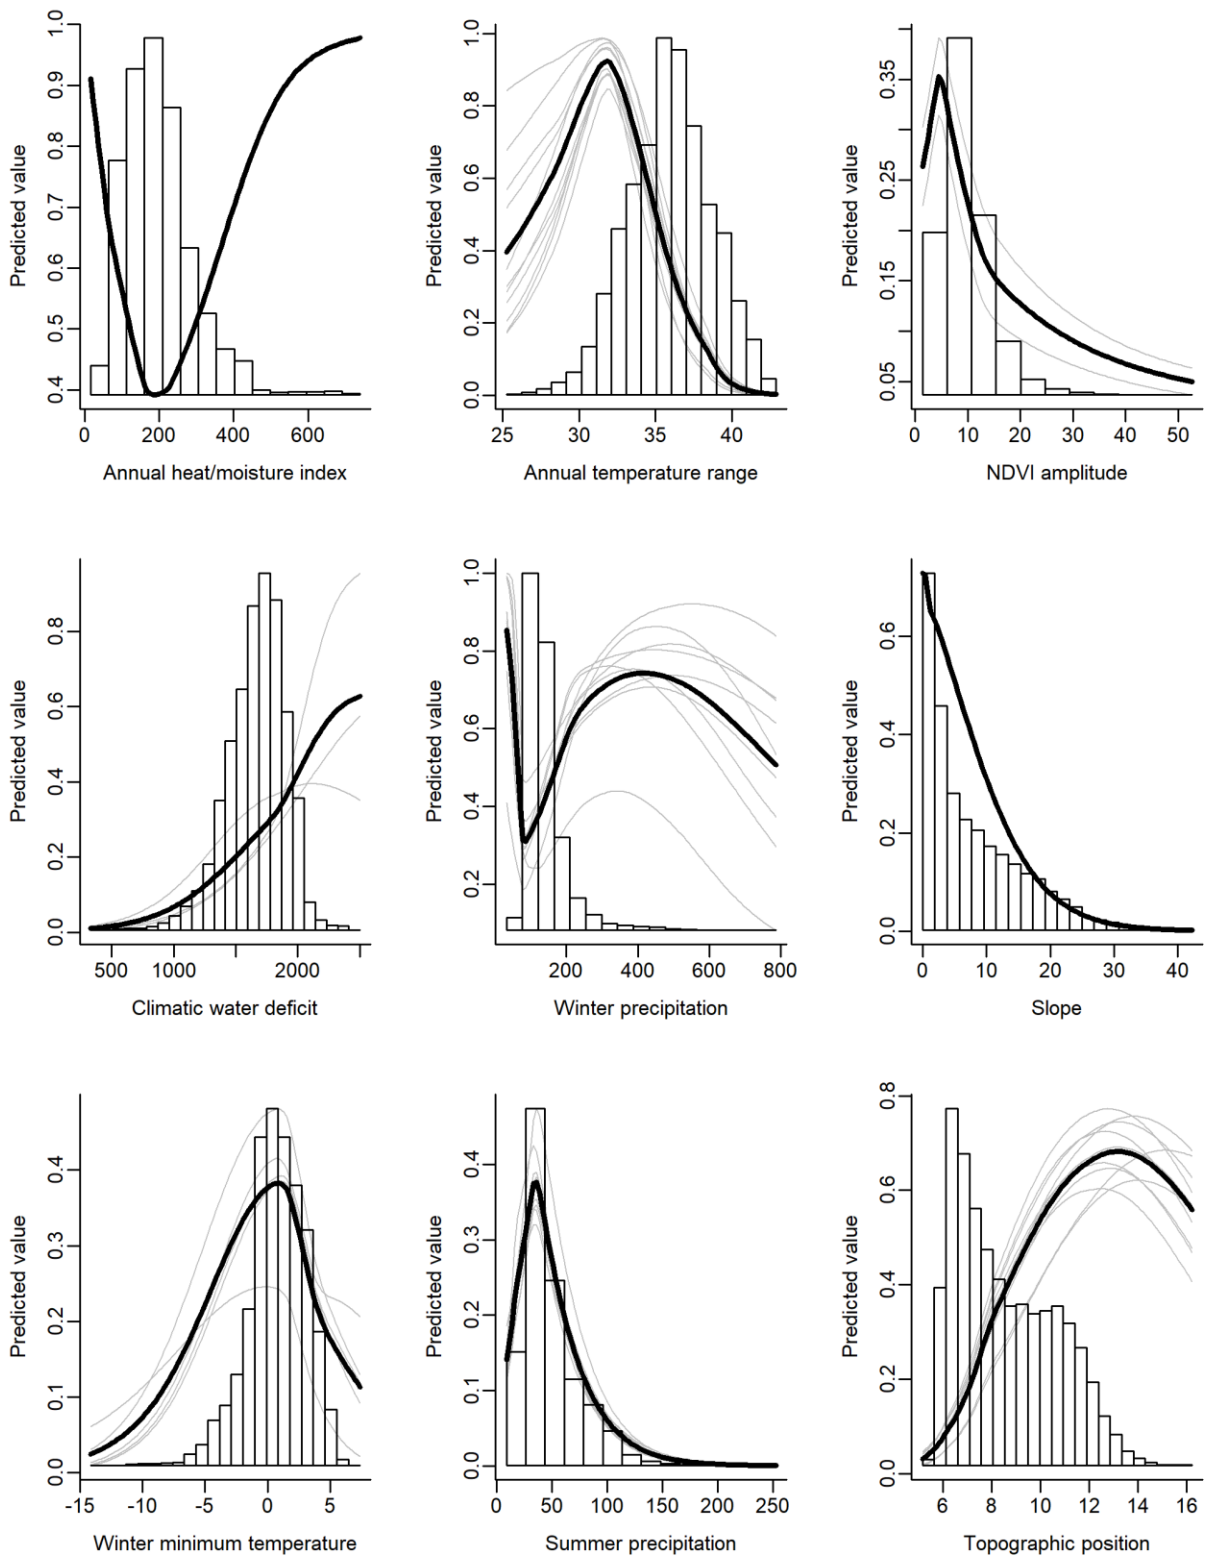 Predicted value
0.4 0.5 0.6 0.7 0.8 0.9 1.0
0 200 400 600
Annual heat/moisture index
Predicted value
0.0 0.2 0.4 0.6 0.8 1.0
25 30 35 40
Annual temperature range
Predicted value
0.05 0.15 0.25 0.35
0 10 20 30 40 50
NDVI amplitude
Predicted value
0.0 0.2 0.4 0.6 0.8
500 1000 2000
Climatic water deficit
Predicted value
0.2 0.4 0.6 0.8 1.0
200 400 600 800
Winter precipitation
Predicted value
0.0 0.2 0.4 0.6
0 10 20 30 40
Slope
Predicted value
0.0 0.1 0.2 0.3 0.4
-15 -10 -5 0 5
Winter minimum temperature
Predicted value
0.0 0.1 0.2 0.3 0.4
0 50 100 150 200 250
Summer precipitation
Predicted value
0.0 0.2 0.4 0.6 0.8
6 8 10 12 14 16
Topographic position